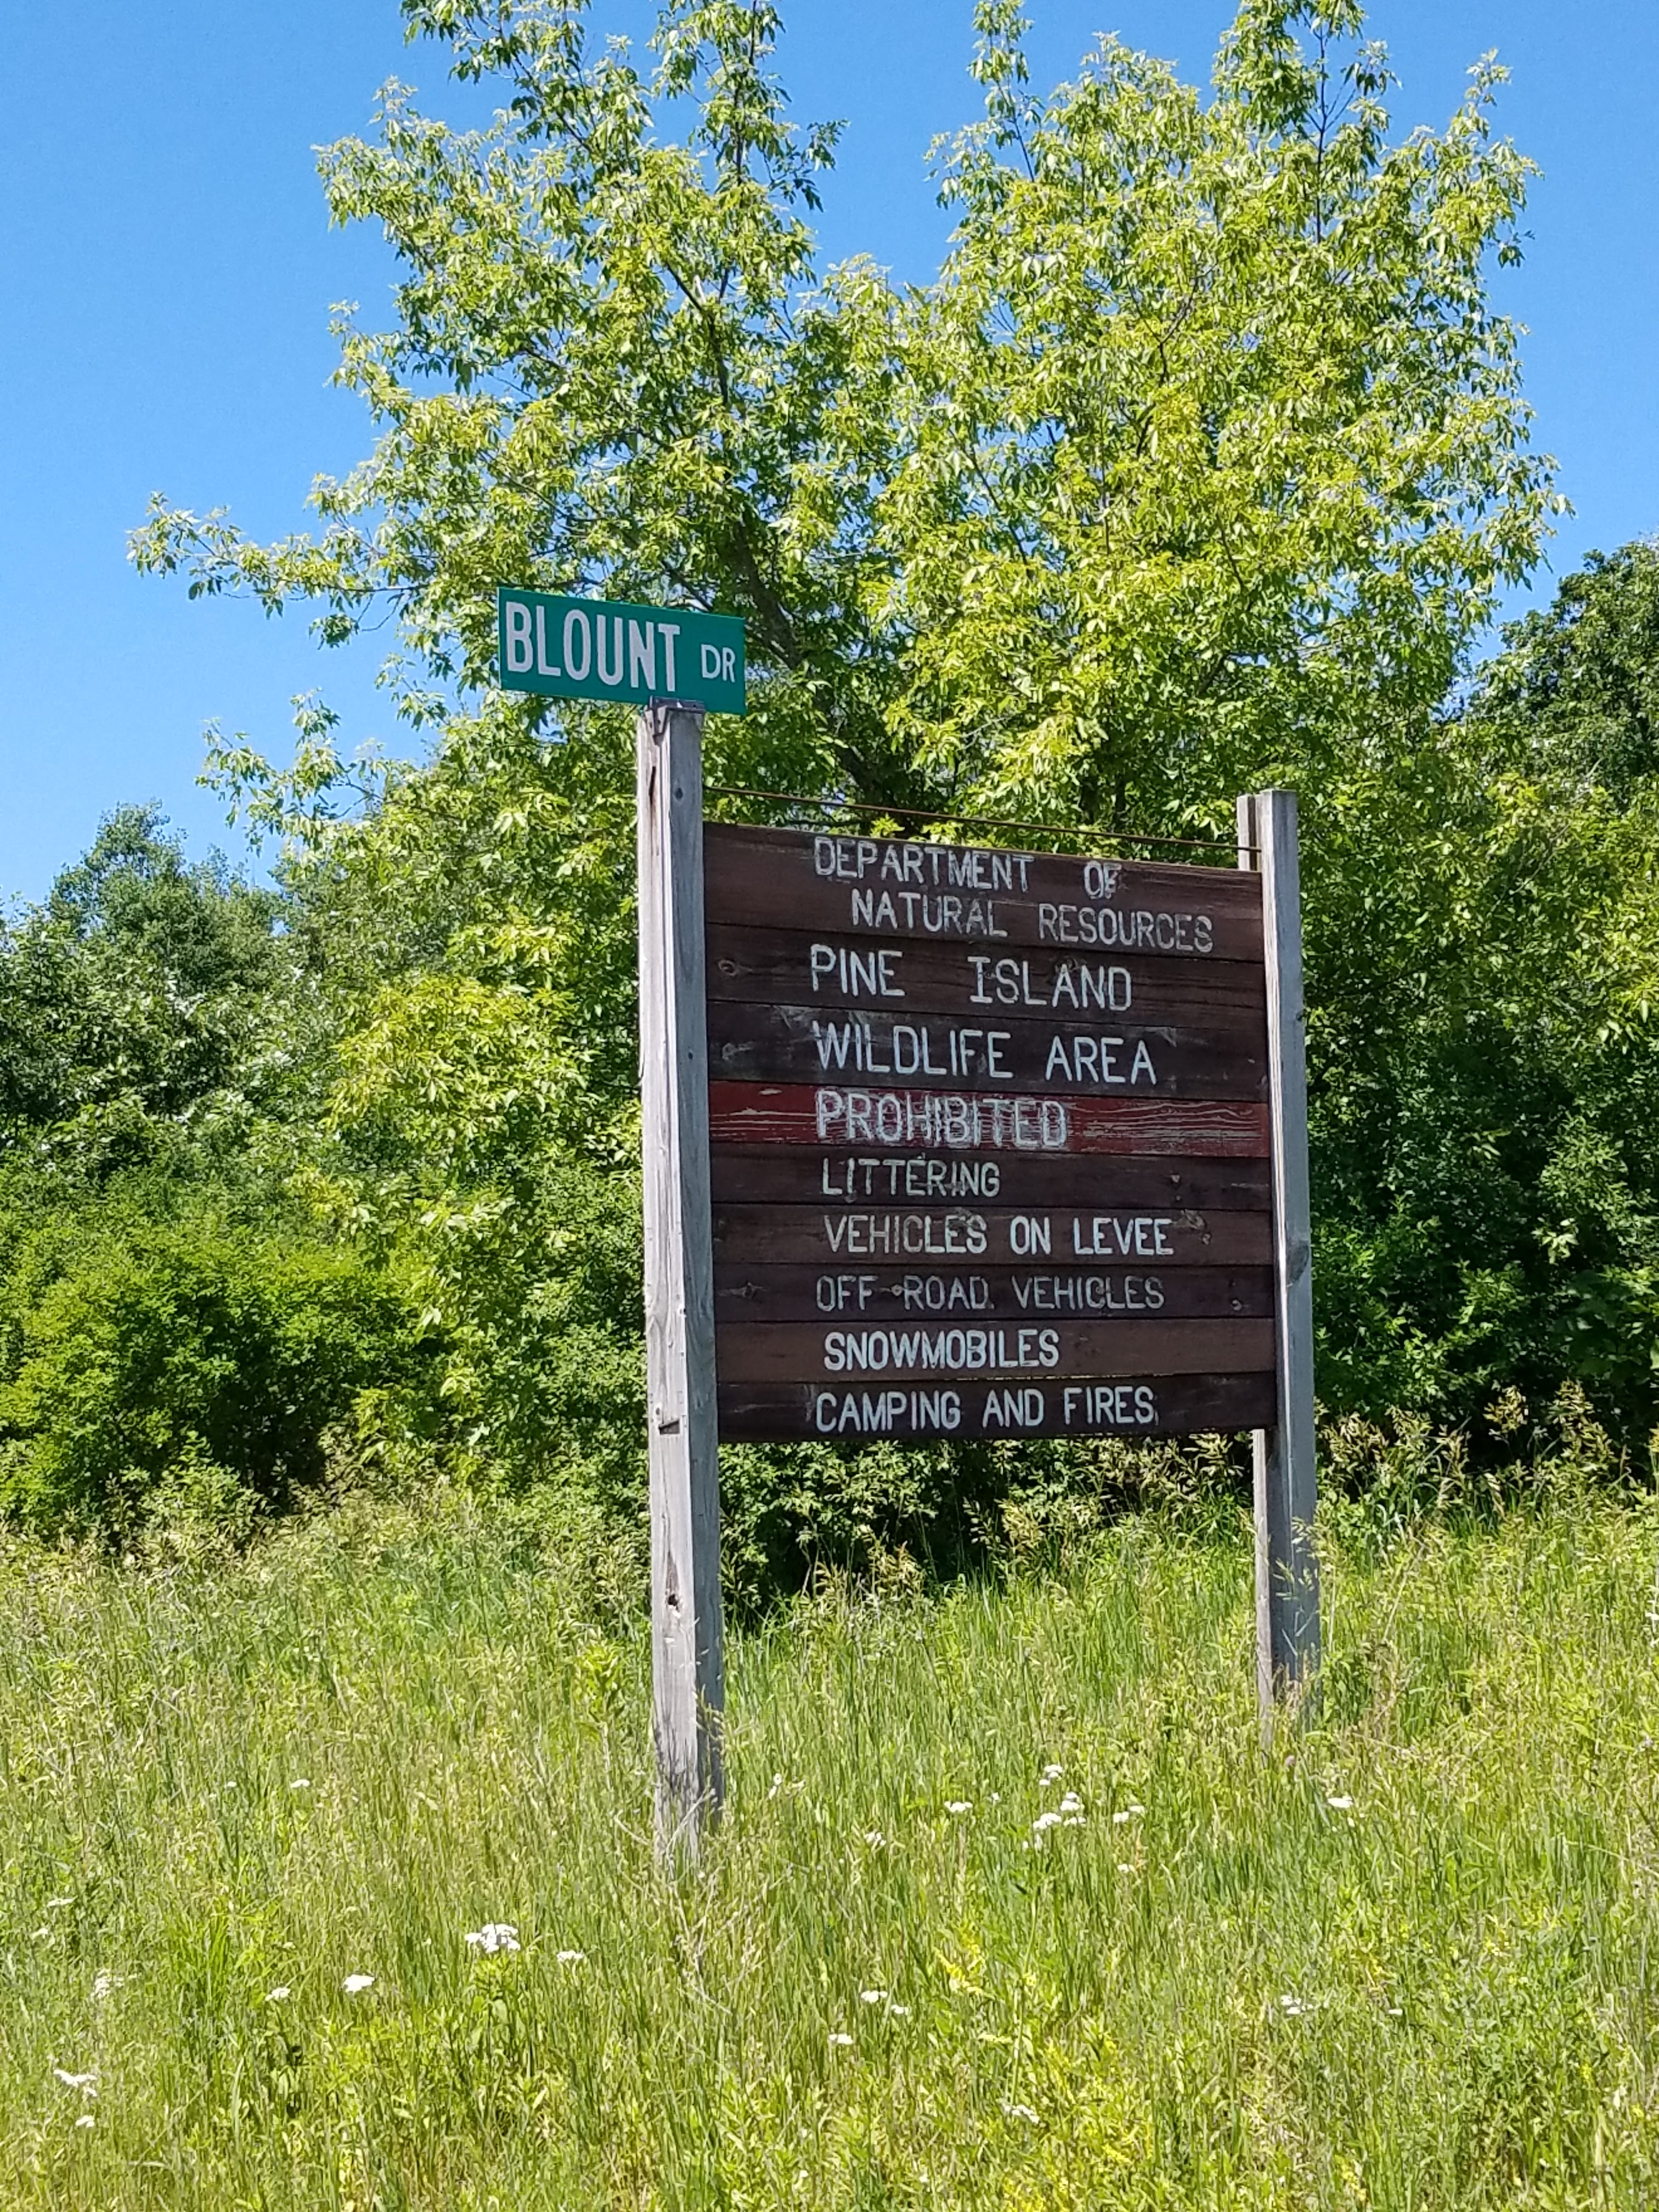 BLOUNT DR
DEPARTMENT OF
NATURAL RESOURCES
PINE ISLAND
WILDLIFE AREA
PROHIBITED
LITTERING
VEHICLES ON LEVEE
OFF-ROAD VEHICLES
SNOWMOBILES
CAMPING AND FIRES